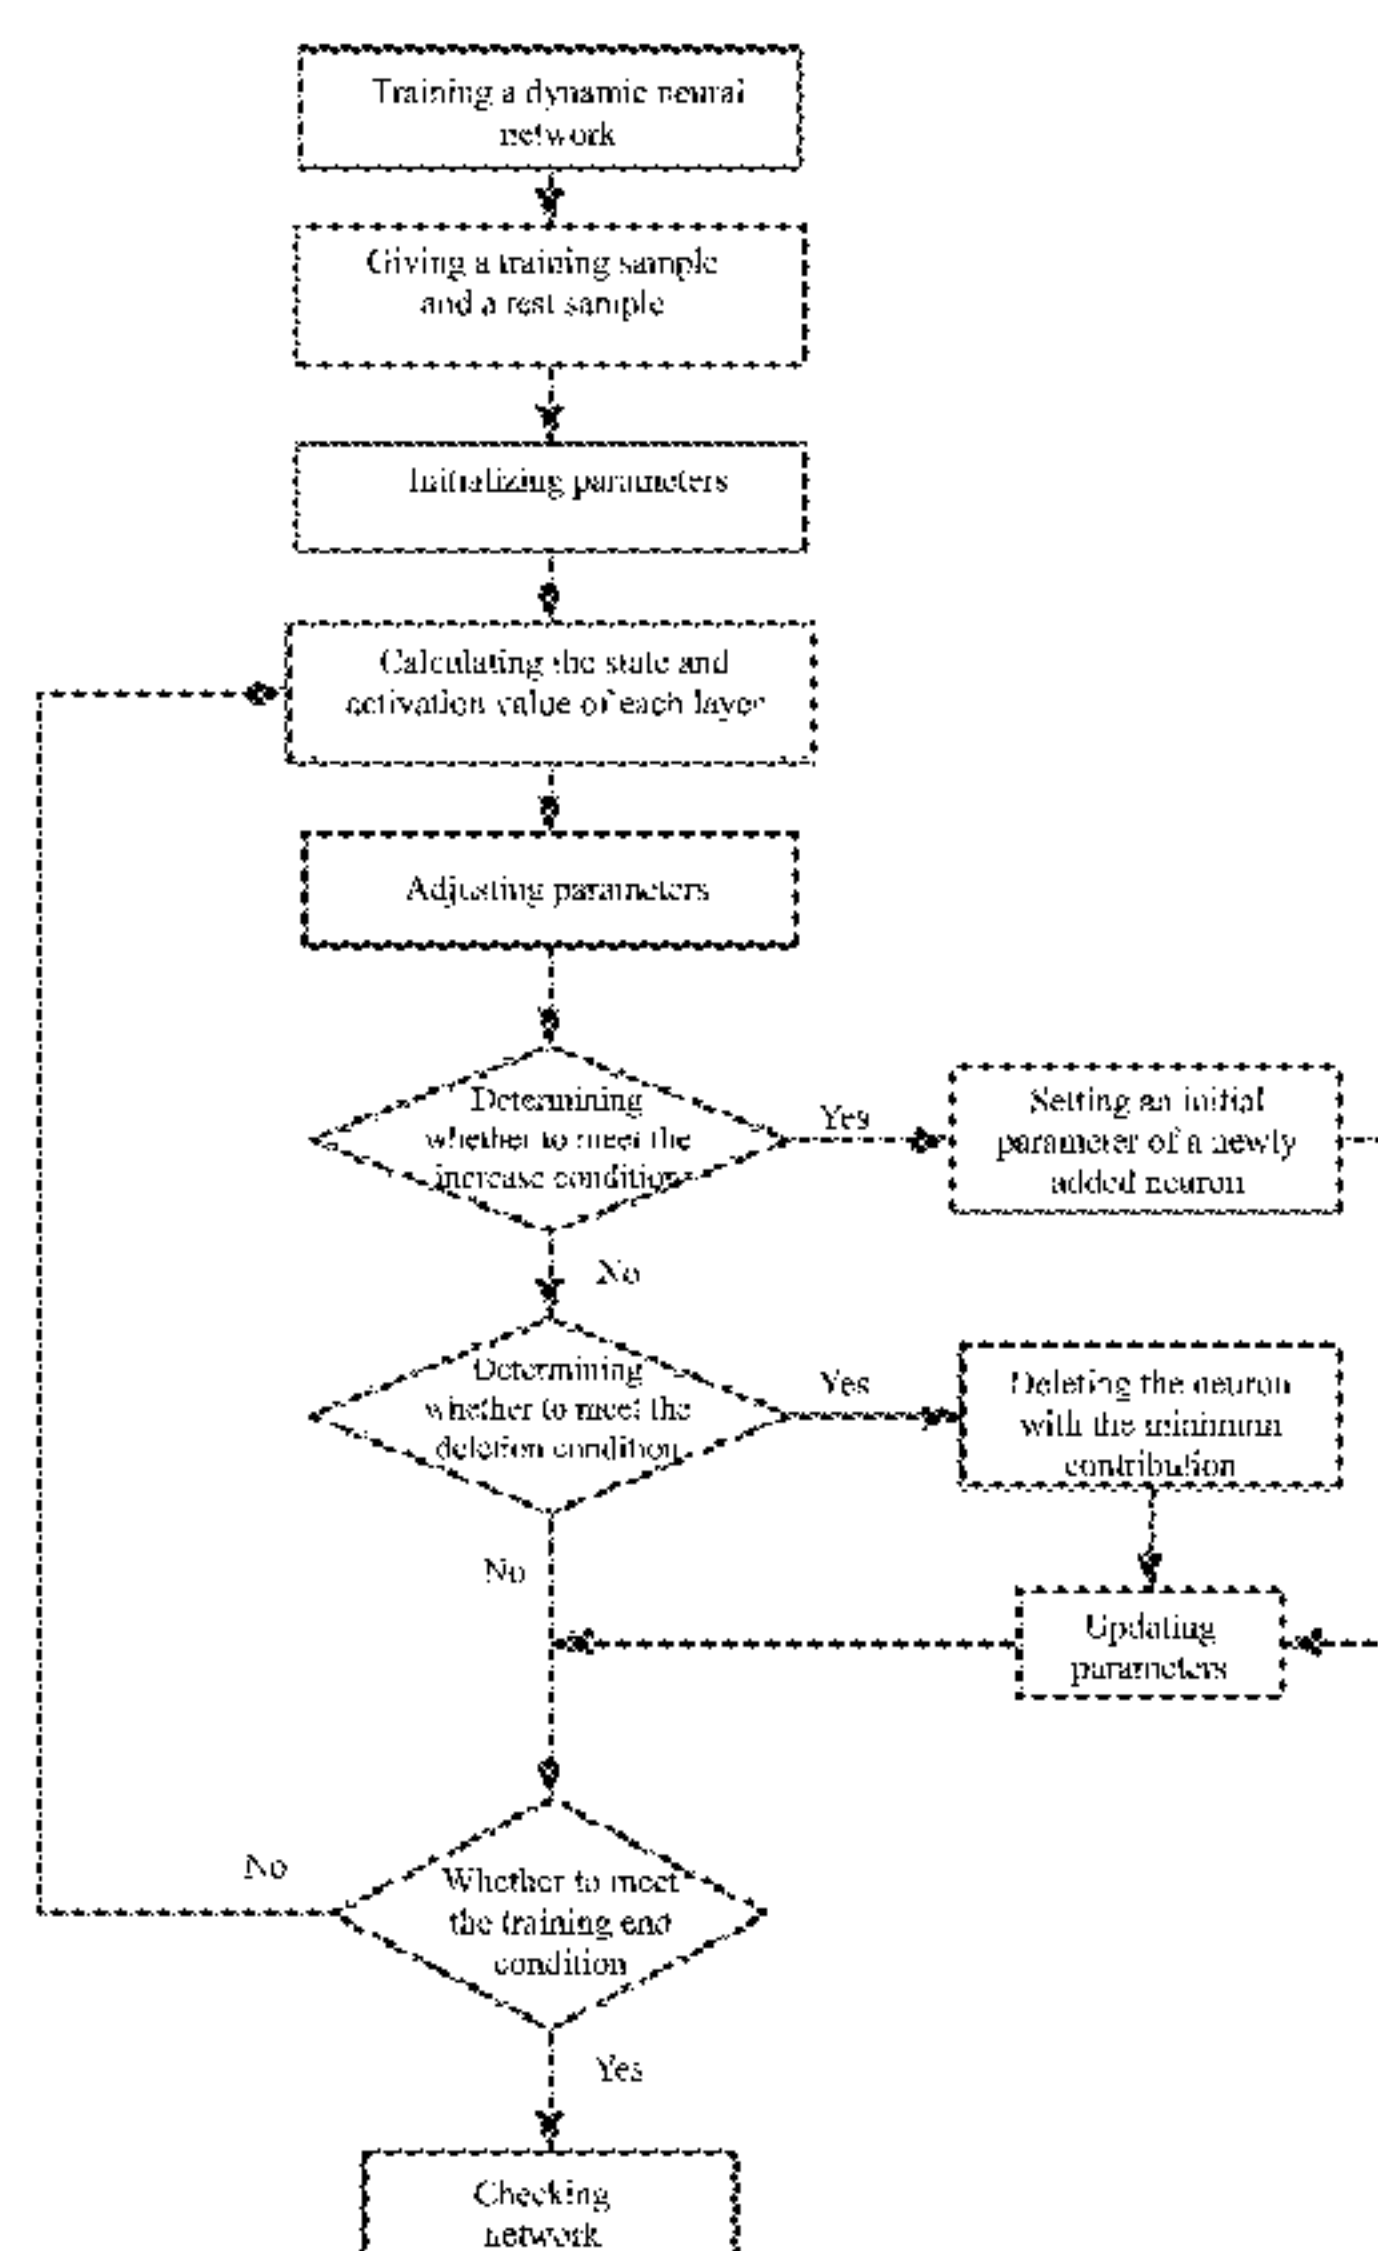 Training a dynamic neural
network
Giving a training sample
and a test sample
Initializing parameters
Calculating the state and
activation value of each layer
Adjusting parameters
Determining
whether to meet the
increase condition
Yes
Setting an initial
parameter of a newly
added neuron
No
Determining
whether to meet the
deletion condition
Yes
Deleting the neuron
with the minimum
contribution
No
Updating
parameters
No
Whether to meet
the training end
condition
Yes
Checking
network